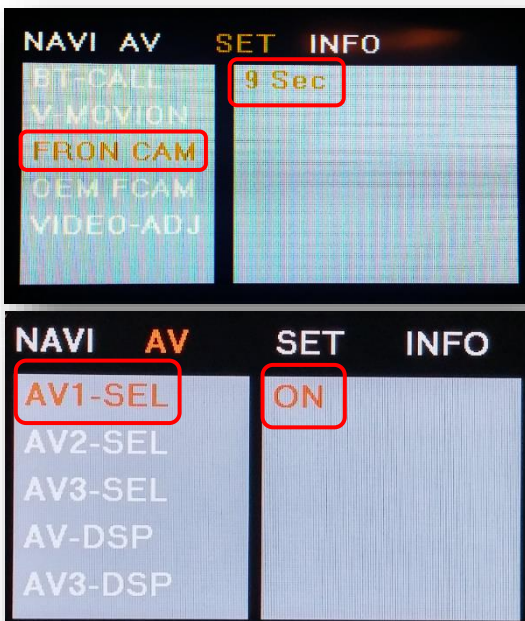 NAVI AV SET INFO
BT-CALL 9 Sec
V-MOVION
FRON CAM
OEM FCAM
VIDEO-ADJ
NAVI AV SET INFO
AV1-SEL ON
AV2-SEL
AV3-SEL
AV-DSP
AV3-DSP